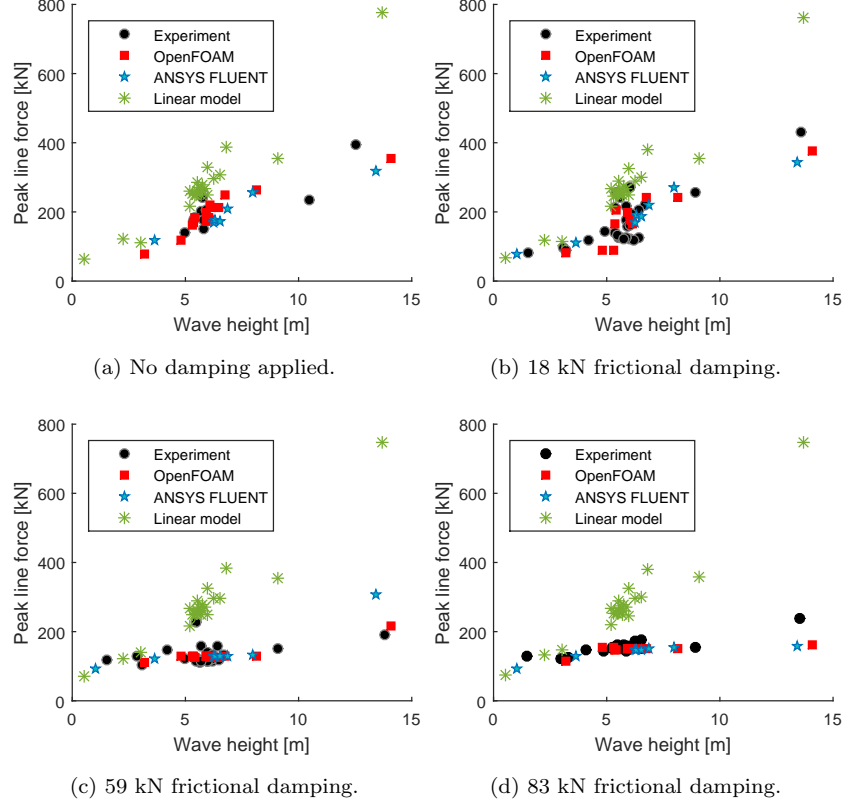 800
600
400
200
0
0
5
10
15
Peak line force [kN]
Wave height [m]
Experiment
OpenFOAM
ANSYS FLUENT
Linear model
(a) No damping applied.
800
600
400
200
0
0
5
10
15
Peak line force [kN]
Wave height [m]
Experiment
OpenFOAM
ANSYS FLUENT
Linear model
(b) 18 kN frictional damping.
800
600
400
200
0
0
5
10
15
Peak line force [kN]
Wave height [m]
Experiment
OpenFOAM
ANSYS FLUENT
Linear model
(c) 59 kN frictional damping.
800
600
400
200
0
0
5
10
15
Peak line force [kN]
Wave height [m]
Experiment
OpenFOAM
ANSYS FLUENT
Linear model
(d) 83 kN frictional damping.